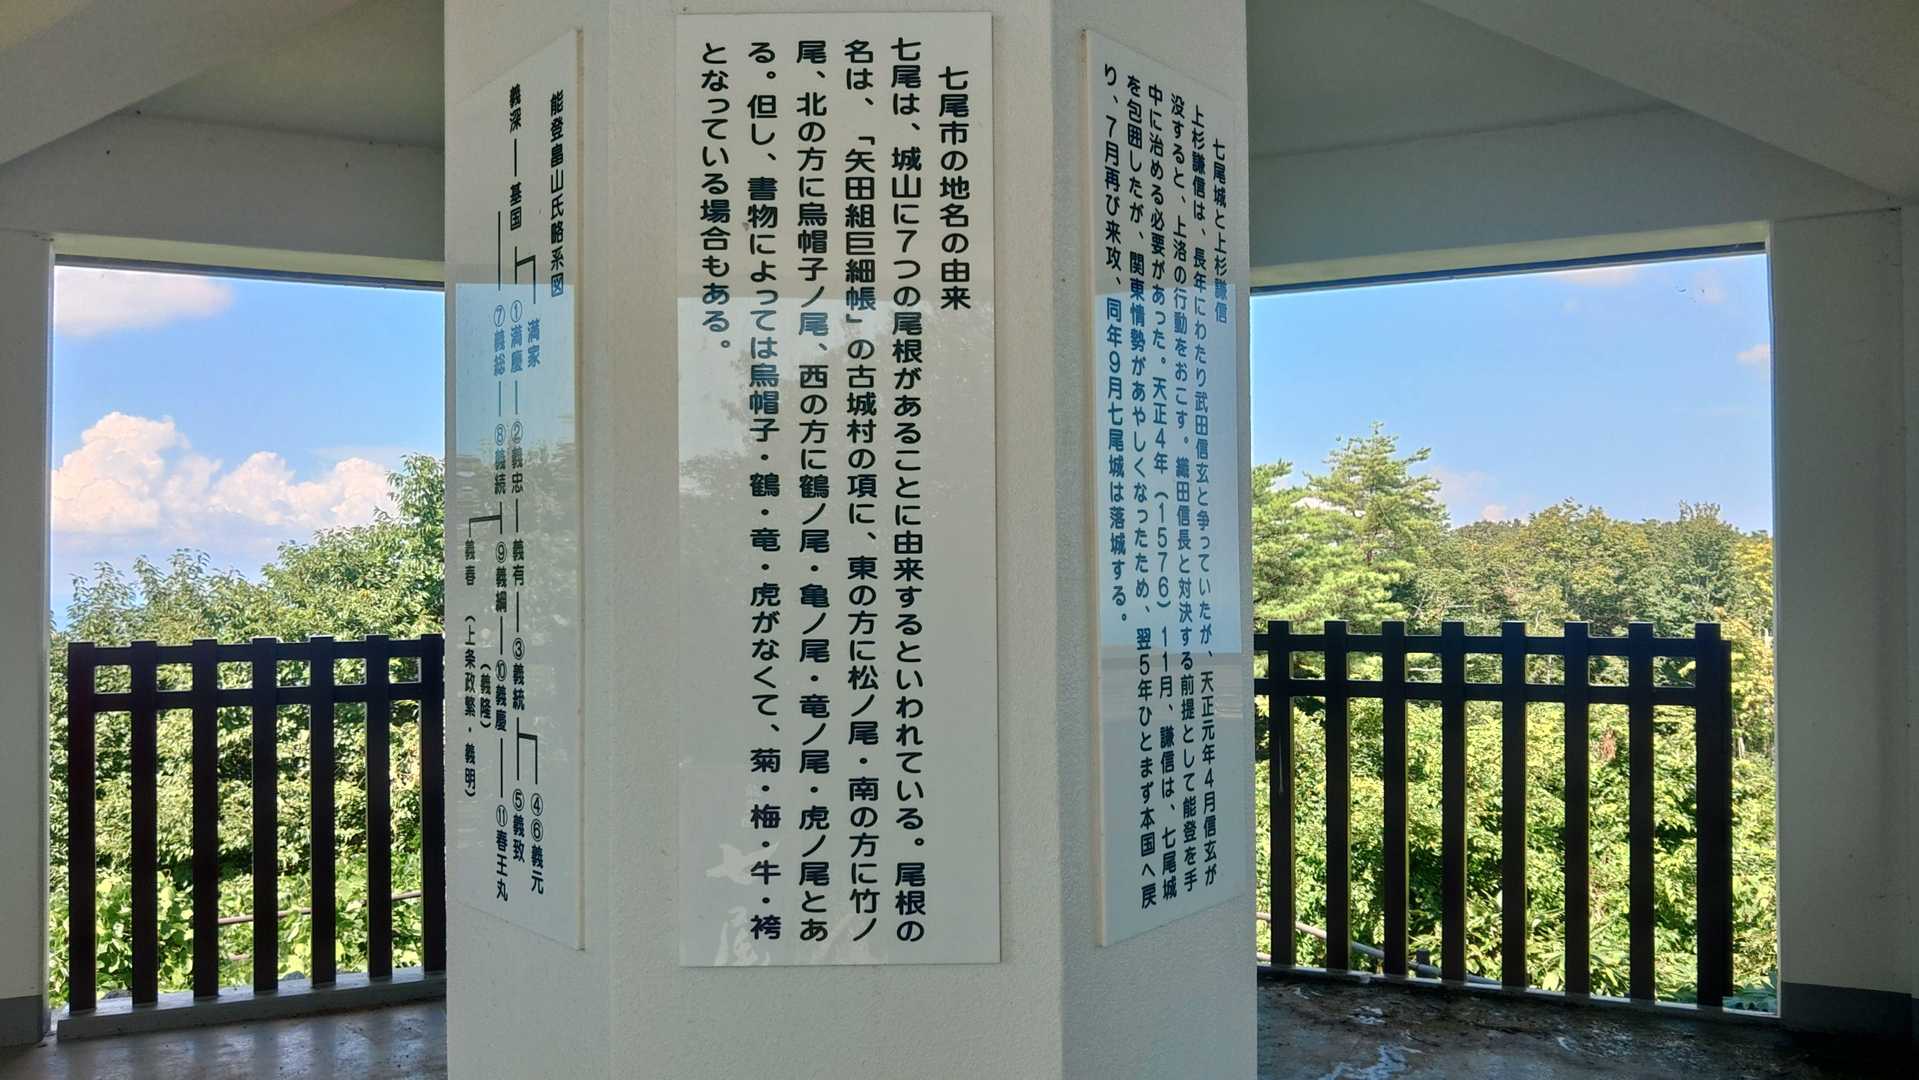 七尾城と上杉謙信
上杉謙信は、長年にわたり武田信玄と争っていたが、天正元年4月信玄が
没すると、上洛の行動をおこす。織田信長と対決する前提として能登を手
中に治める必要があった。天正4年（1576）11月、謙信は、七尾城
を包囲したが、関東情勢があやしくなったため、翌5年ひとまず本国へ戻
り、7月再び来攻、同年9月七尾城は落城する。
七尾市の地名の由来
七尾は、城山に7つの尾根があることに由来するといわれている。尾根の
名は、「矢田組巨細帳」の古城村の項に、東の方に松ノ尾・南の方に竹ノ
尾、北の方に烏帽子ノ尾、西の方に鶴ノ尾・亀ノ尾・竜ノ尾・虎ノ尾とあ
る。但し、書物によっては烏帽子・鶴・竜・虎がなくて、菊・梅・牛・袴
となっている場合もある。
能登畠山氏略系図
満家
④⑥義元
義深 基国 ①満慶 ②義忠 義有 ③義統 ⑤義致
⑦義総 ⑧義続 ⑨義綱 ⑩義慶 ⑪春王丸
（義隆）
義春 （上条政繁・義明）
七尾